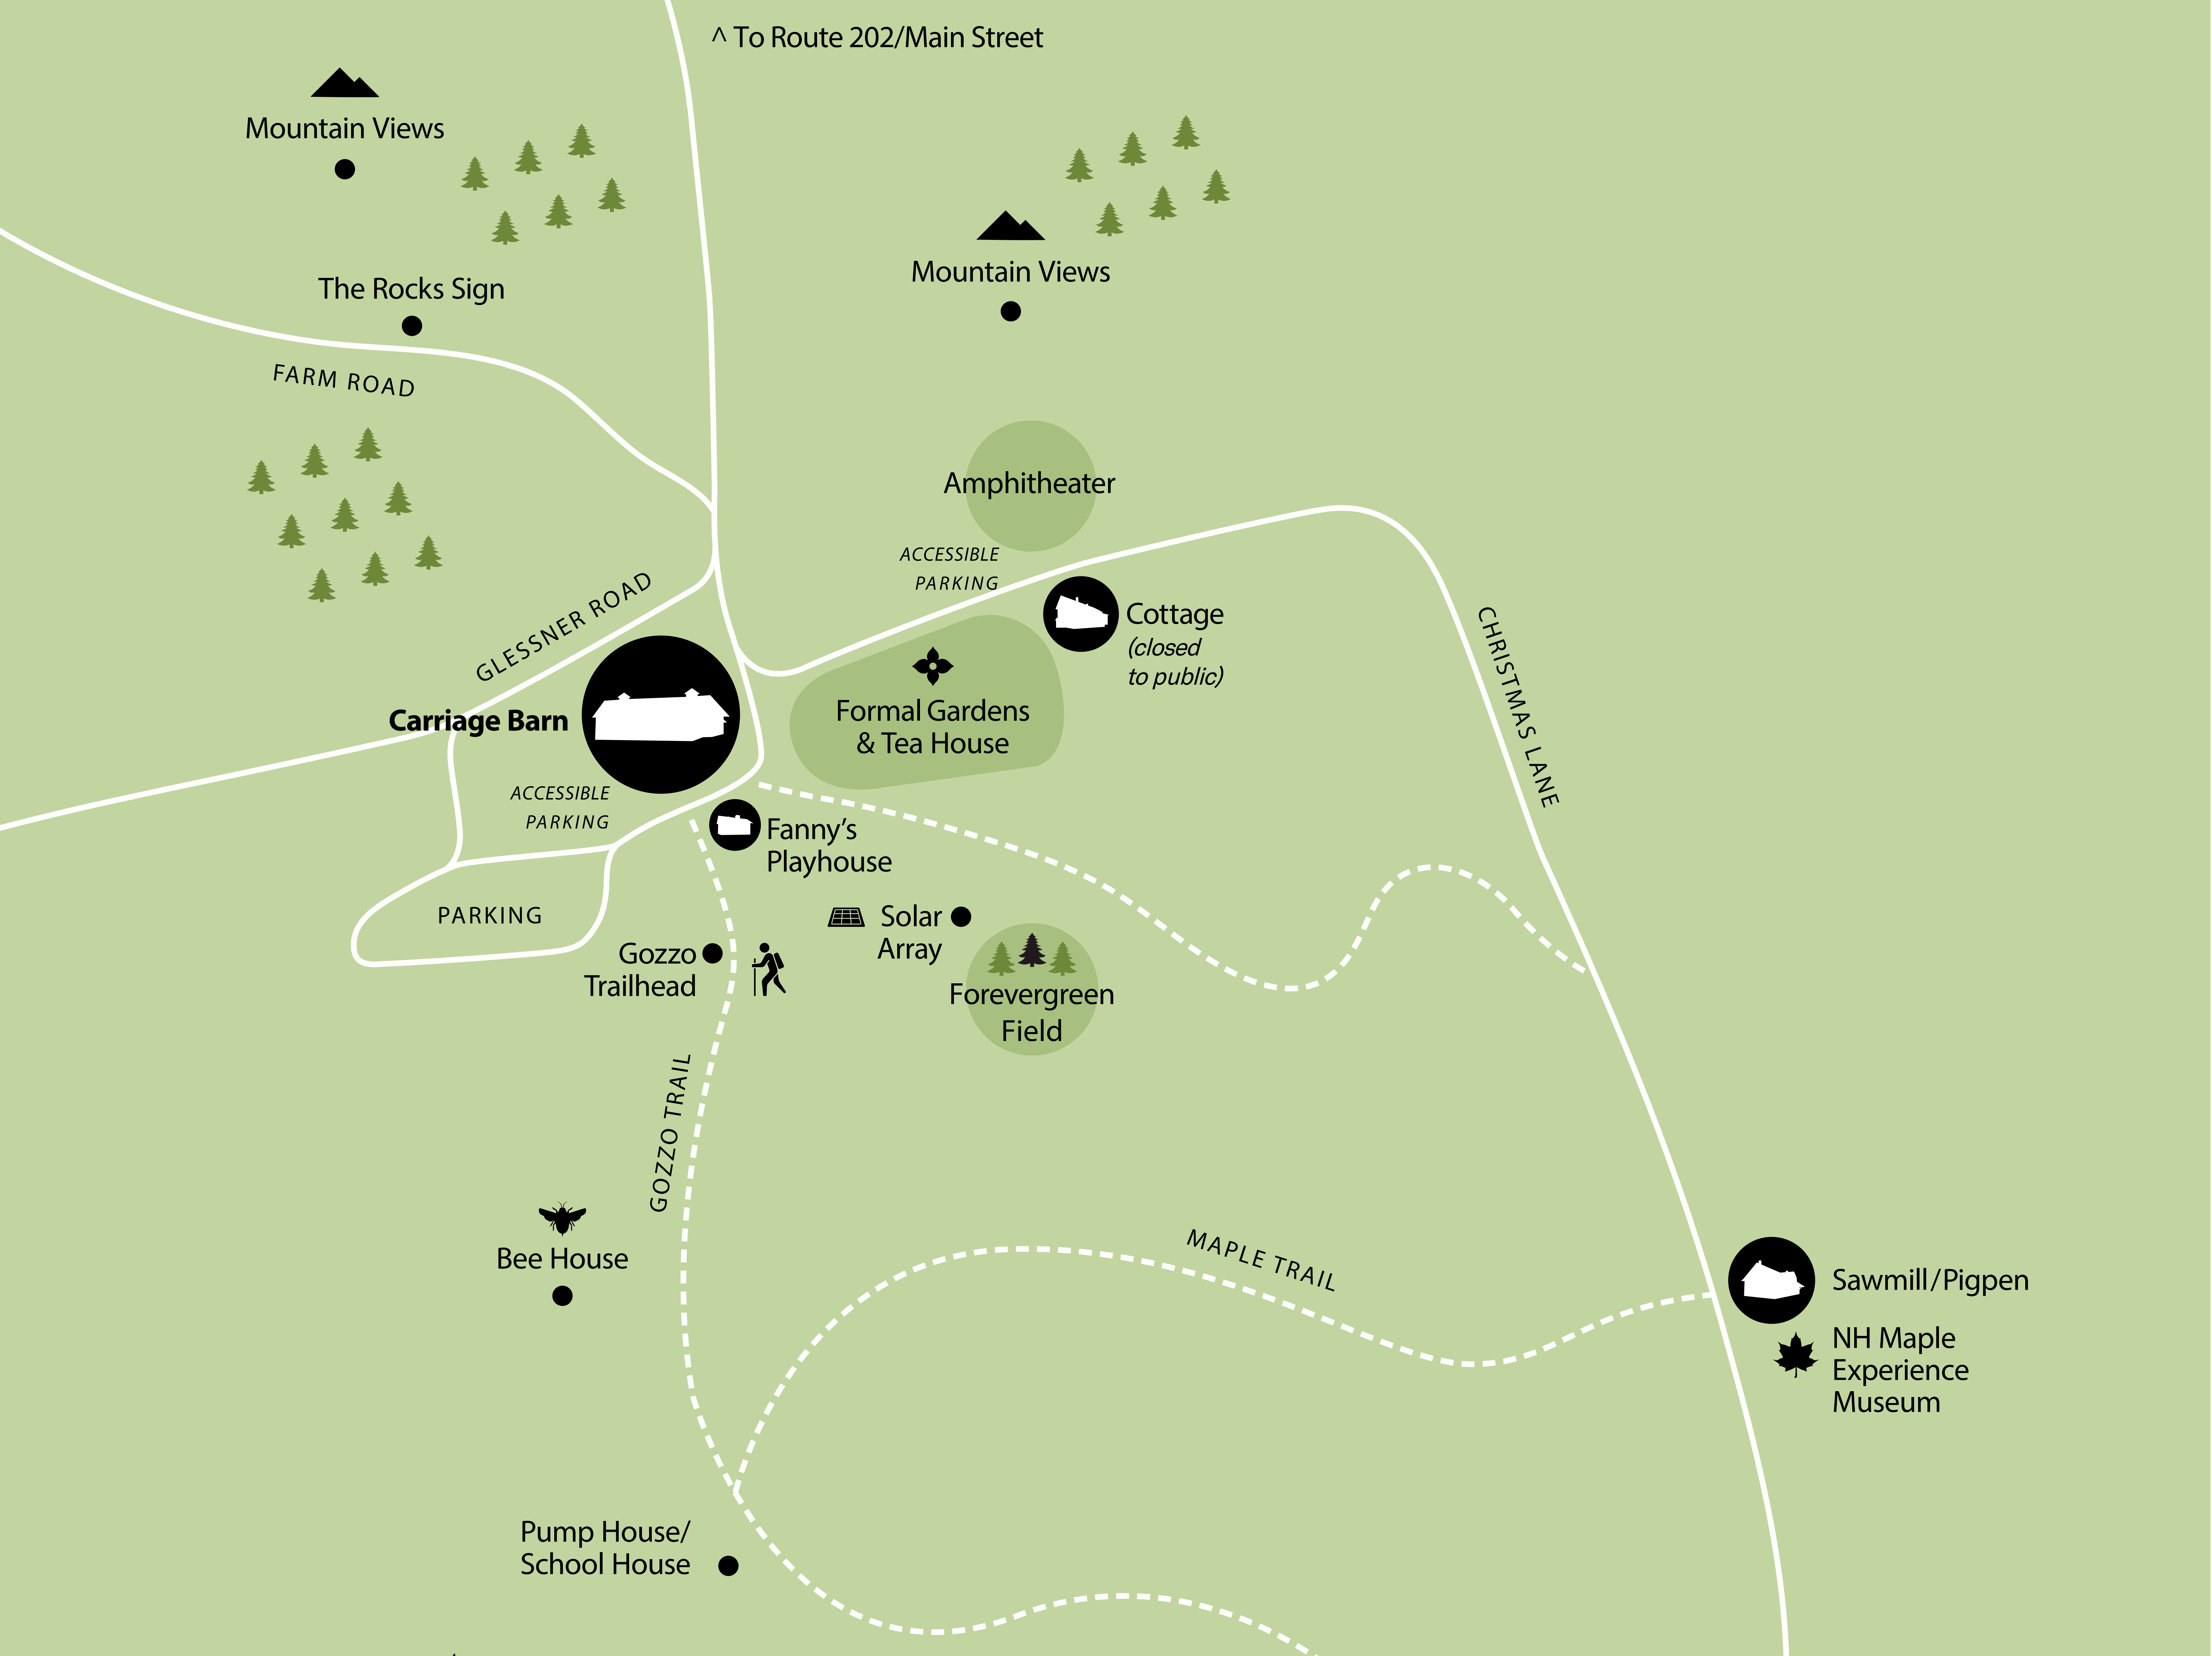 ^ To Route 202/Main Street
Mountain Views
Mountain Views
The Rocks Sign
FARM ROAD
Amphitheater
ACCESSIBLE
PARKING
GLESSNER ROAD
Cottage
(closed
to public)
CHRISTMAS LANE
Carriage Barn
Formal Gardens
& Tea House
ACCESSIBLE
PARKING
Fanny’s
Playhouse
PARKING
Solar
Array
Gozzo
Trailhead
Forevergreen
Field
GOZZO TRAIL
Bee House
MAPLE TRAIL
Sawmill/Pigpen
NH Maple
Experience
Museum
Pump House/
School House